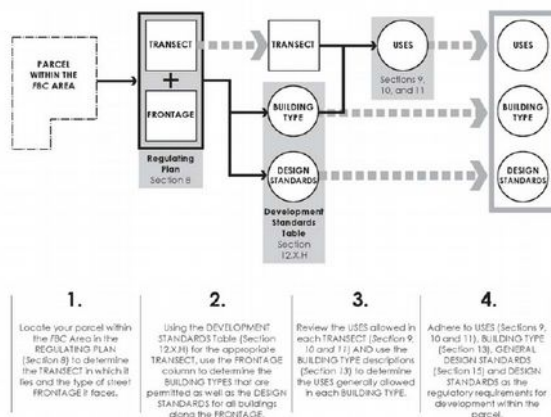 PARCEL
WITHIN THE
FBC AREA
TRANSECT
+
FRONTAGE
Regulating
Plan
Section 8
TRANSECT
BUILDING
TYPE
DESIGN
STANDARDS
Development
Standards
Table
Section
12.X.H
USES
Sections 9,
10, and 11
USES
BUILDING
TYPE
DESIGN
STANDARDS
1.
Locate your parcel within
the FBC Area in the
REGULATING PLAN
(Section 8) to determine
the TRANSECT in which it
lies and the type of street
FRONTAGE it faces.
2.
Using the DEVELOPMENT
STANDARDS Table (Section
12.X.H) for the appropriate
TRANSECT, use the FRONTAGE
column to determine the
BUILDING TYPES that are
permitted as well as the DESIGN
STANDARDS for all buildings
along the FRONTAGE.
3.
Review the USES allowed in
each TRANSECT (Section 9,
10 and 11) AND use the
BUILDING TYPE descriptions
(Section 13) to determine
the USES generally allowed
in each BUILDING TYPE.
4.
Adhere to USES (Sections 9,
10 and 11), BUILDING TYPE
(Section 13), GENERAL
DESIGN STANDARDS
(Section 15) and DESIGN
STANDARDS as the
regulatory requirements for
development within the
parcel.